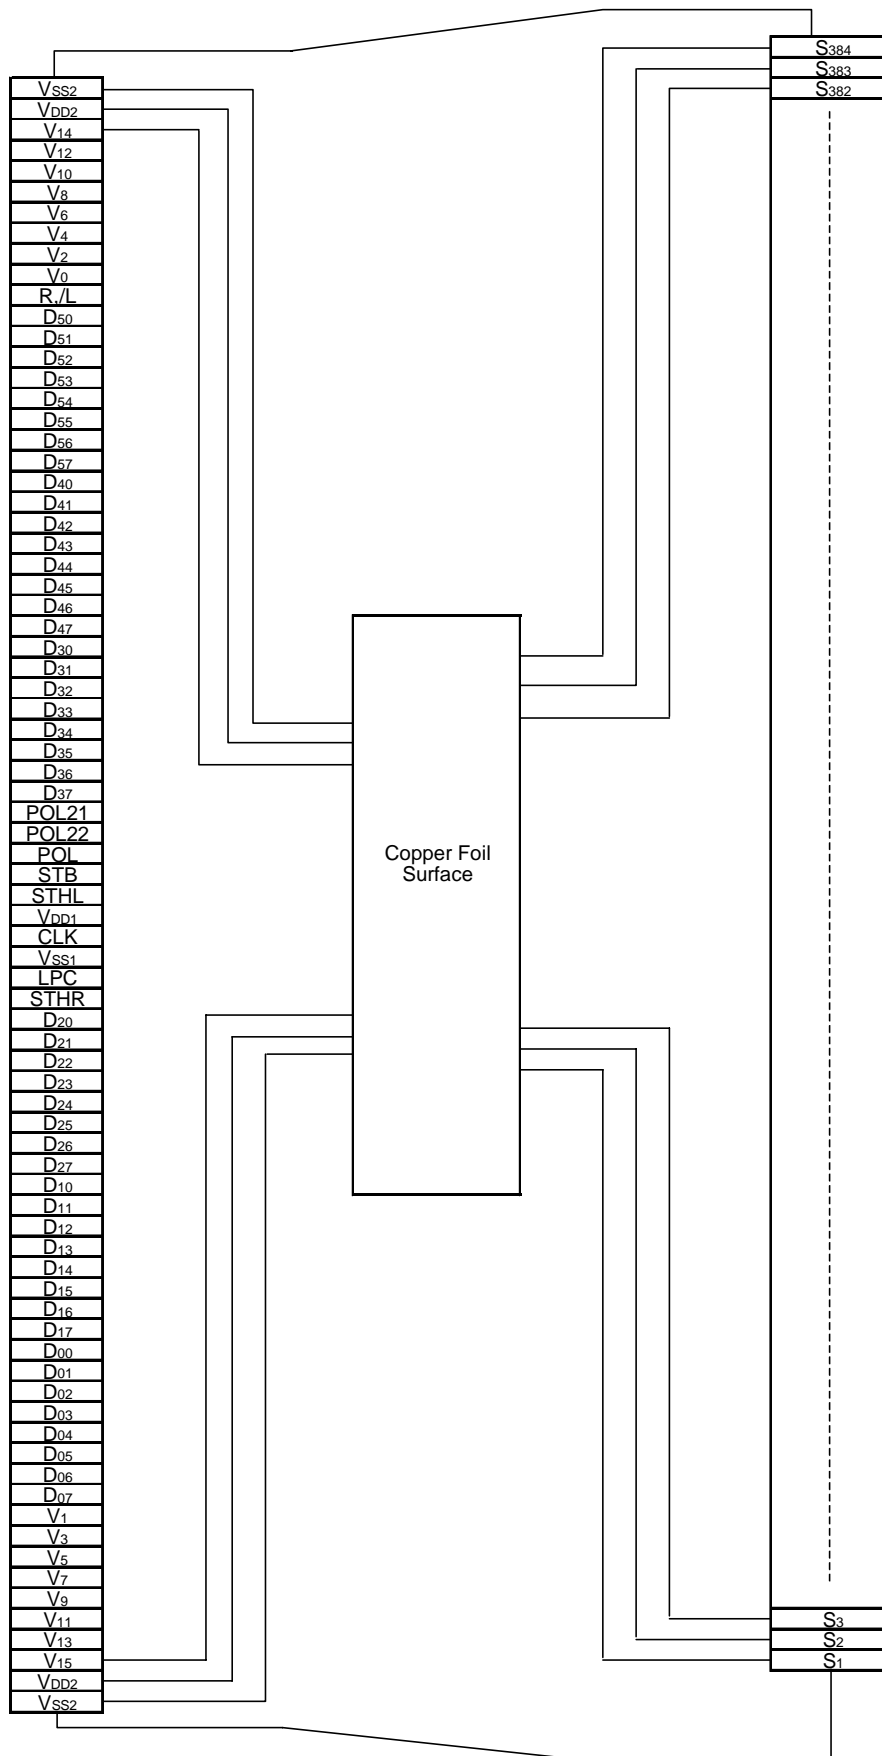 VSS2
VDD2
V14
V12
V10
V8
V6
V4
V2
V0
R,/L
D50
D51
D52
D53
D54
D55
D56
D57
D40
D41
D42
D43
D44
D45
D46
D47
D30
D31
D32
D33
D34
D35
D36
D37
POL21
POL22
POL
STB
STHL
VDD1
CLK
VSS1
LPC
STHR
D20
D21
D22
D23
D24
D25
D26
D27
D10
D11
D12
D13
D14
D15
D16
D17
D00
D01
D02
D03
D04
D05
D06
D07
V1
V3
V5
V7
V9
V11
V13
V15
VDD2
VSS2
Copper Foil
Surface
S384
S383
S382
S3
S2
S1